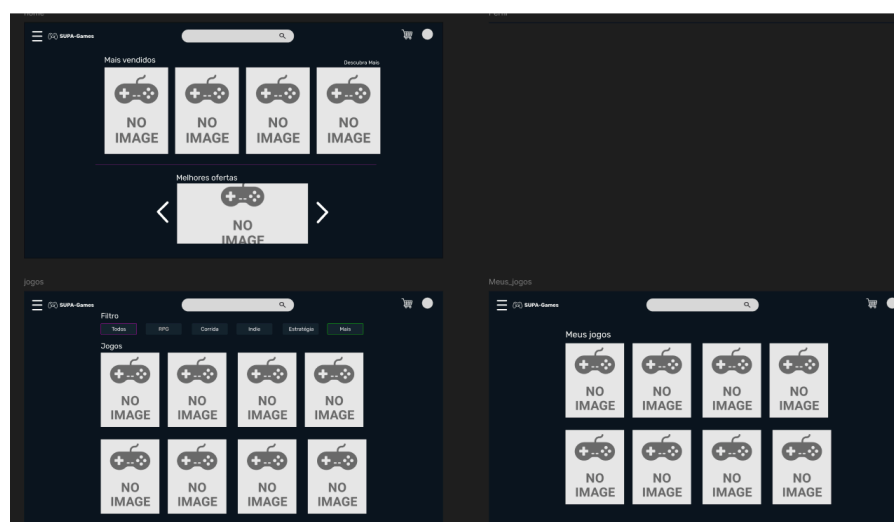 home
SUPA-Games
Mais vendidos
Descubra Mais
NO IMAGE
NO IMAGE
NO IMAGE
NO IMAGE
Melhores ofertas
NO
IMAGE
Perfil
jogos
SUPA-Games
Filtro
Todos RPG Corrida Indie Estratégia Mais
Jogos
NO IMAGE
NO IMAGE
NO IMAGE
NO IMAGE
NO IMAGE
NO IMAGE
NO IMAGE
NO IMAGE
Meus_jogos
SUPA-Games
Meus jogos
NO IMAGE
NO IMAGE
NO IMAGE
NO IMAGE
NO IMAGE
NO IMAGE
NO IMAGE
NO IMAGE